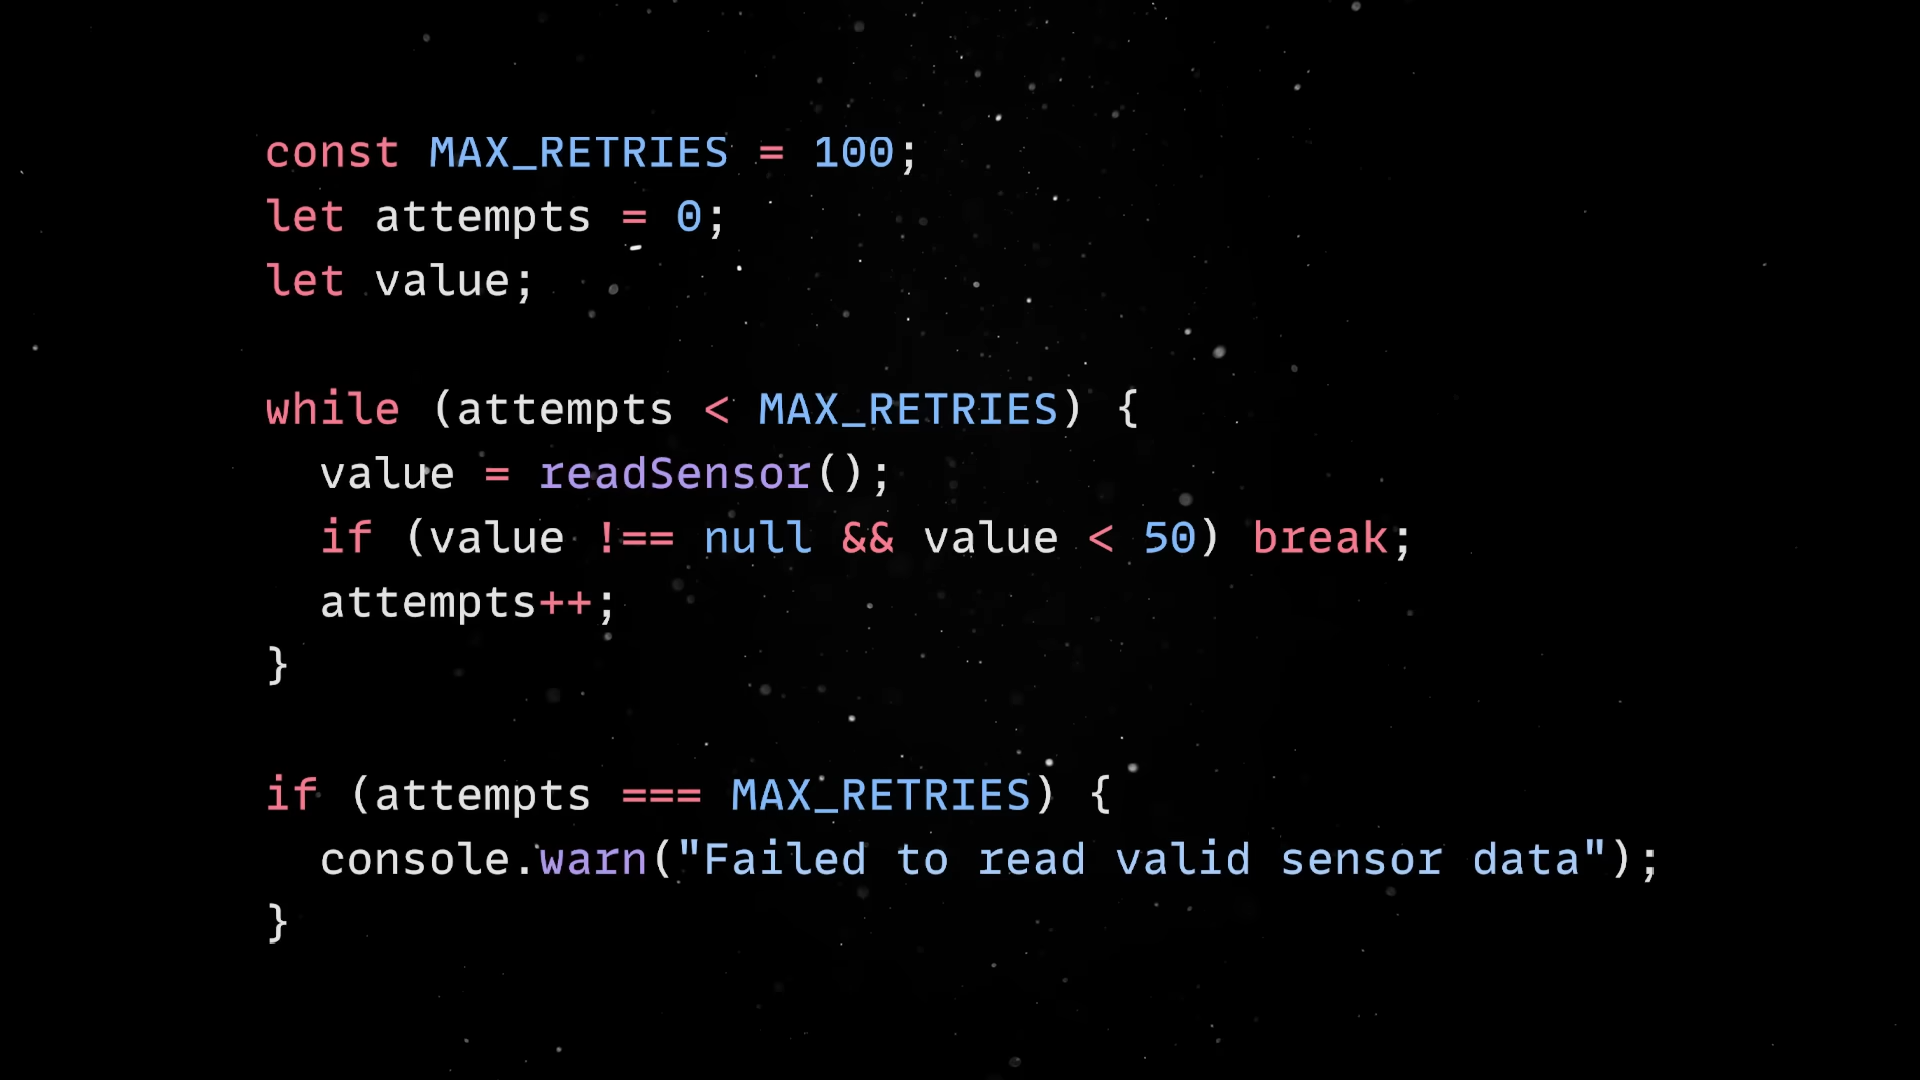 const MAX_RETRIES = 100;
let attempts = 0;
let value;

while (attempts < MAX_RETRIES) {
  value = readSensor();
  if (value !== null && value < 50) break;
  attempts++;
}

if (attempts === MAX_RETRIES) {
  console.warn("Failed to read valid sensor data");
}